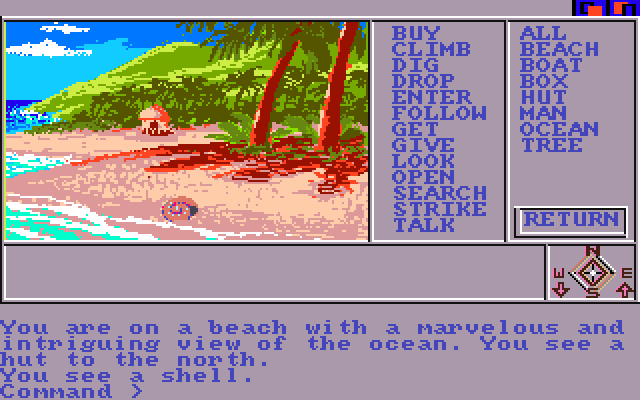 BUY
CLIMB
DIG
DROP
ENTER
FOLLOW
GET
GIVE
LOOK
OPEN
SEARCH
STRIKE
TALK
ALL
BEACH
BOAT
BOX
HUT
MAN
OCEAN
TREE
RETURN
N
W E
S
You are on a beach with a marvelous and
intriguing view of the ocean. You see a
hut to the north.
You see a shell.
Command >